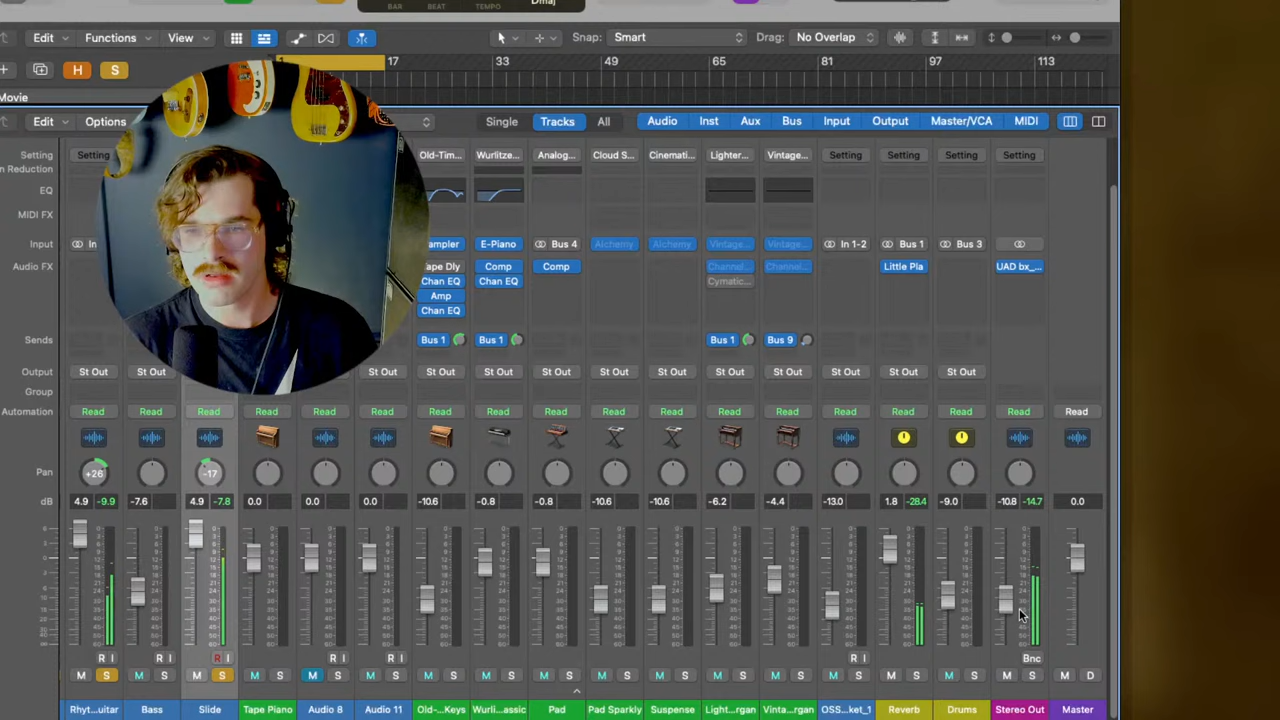 BAR BEAT TEMPO Dmaj
Edit Functions View Snap: Smart Drag: No Overlap
17 33 49 65 81 97 113
H S
Movie
Edit Options Single Tracks All Audio Inst Aux Bus Input Output Master/VCA MIDI
Setting Setting Old-Tim... Wurlitze... Analog... Cloud S... Cinemati... Lighter... Vintage... Setting Setting Setting Setting
n Reduction
EQ
MIDI FX
Input In ampler E-Piano Bus 4 Alchemy Alchemy Vintage... Vintage... In 1-2 Bus 1 Bus 3
Audio FX Tape Dly Comp Comp Channel... Channel... Little Pla UAD bx_...
Chan EQ Chan EQ Cymatic...
Amp
Chan EQ
Sends Bus 1 Bus 1 Bus 1 Bus 9
Output St Out St Out St Out St Out St Out St Out St Out St Out St Out St Out St Out St Out St Out St Out St Out
Group
Automation Read Read Read Read Read Read Read Read Read Read Read Read Read Read Read Read Read Read
Pan +26 -17
dB 4.9 -9.9 -7.6 4.9 -7.8 0.0 0.0 0.0 -10.6 -0.8 -0.8 -10.6 -10.6 -6.2 -4.4 -13.0 1.8 -28.4 -9.0 -10.8 -14.7 0.0
R I R I R I R I R I R I Bnc
M S M S M S M S M S M S M S M S M S M S M S M S M S M S M S M S M S M D
Rhyt...uitar Bass Slide Tape Piano Audio 8 Audio 11 Old-...Keys Wurli...assic Pad Pad Sparkly Suspense Light...rgan Vinta...rgan OSS...ket_1 Reverb Drums Stereo Out Master